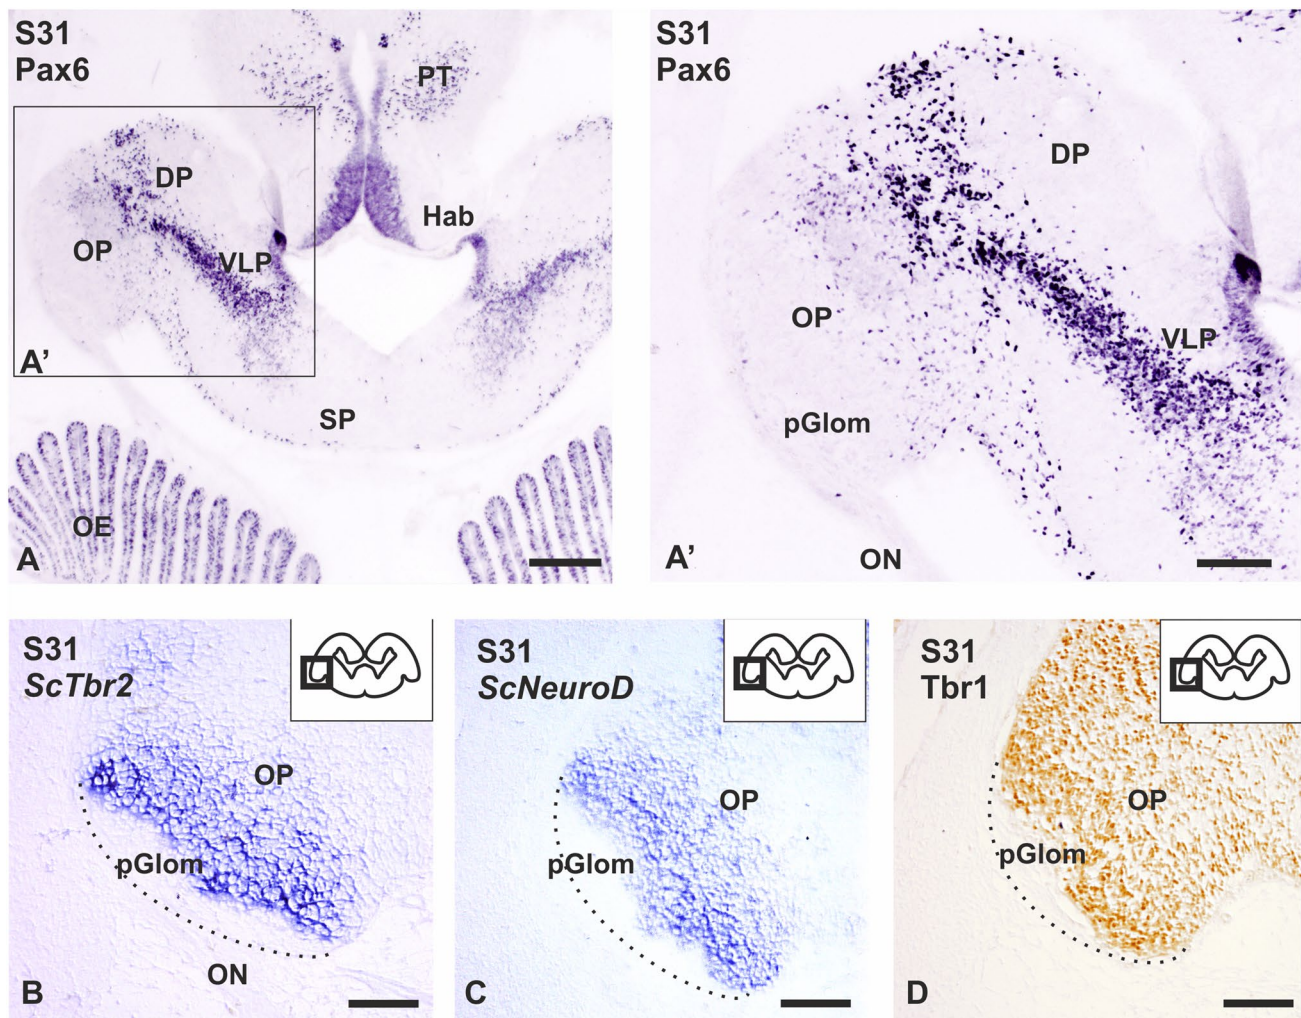 S31
Pax6
PT
DP
Hab
OP
VLP
A’
SP
OE
A
S31
Pax6
DP
OP
VLP
pGlom
A’
ON
S31
ScTbr2
OP
pGlom
ON
B
S31
ScNeuroD
OP
pGlom
C
S31
Tbr1
OP
pGlom
D